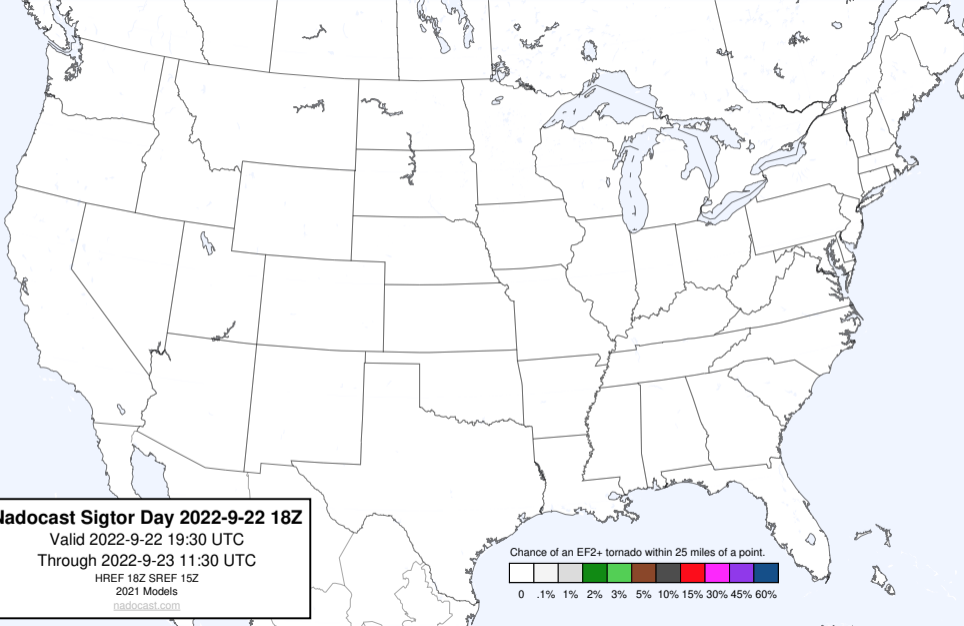 Nadocast Sigtor Day 2022-9-22 18Z
Valid 2022-9-22 19:30 UTC
Through 2022-9-23 11:30 UTC
HREF 18Z SREF 15Z
2021 Models
nadocast.com
Chance of an EF2+ tornado within 25 miles of a point.
0 .1% 1% 2% 3% 5% 10% 15% 30% 45% 60%